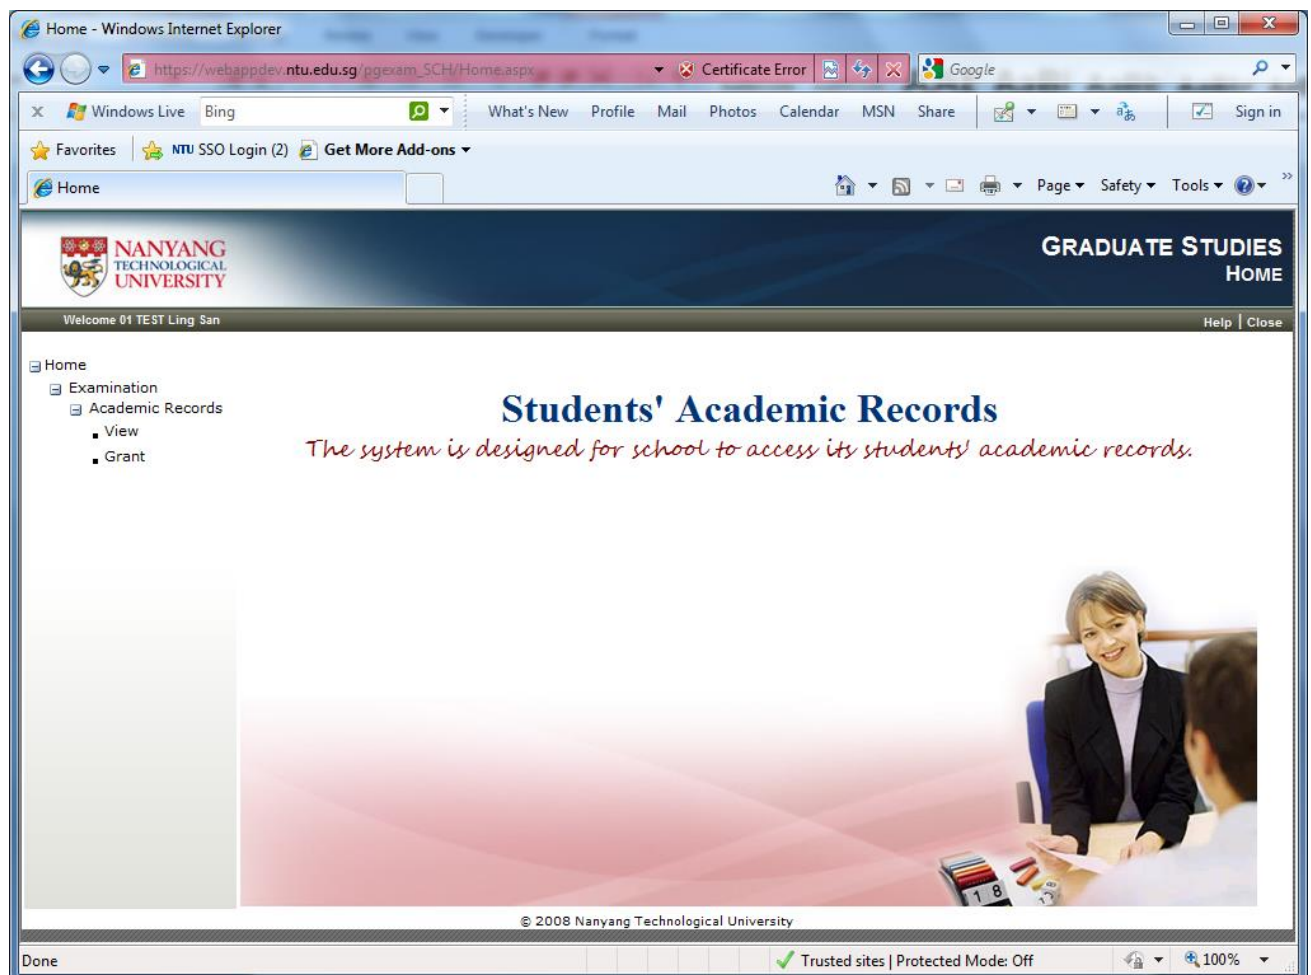 Home - Windows Internet Explorer
https://webappdev.ntu.edu.sg/pgexam_SCH/Home.aspx Certificate Error Google
x Windows Live Bing What's New Profile Mail Photos Calendar MSN Share Sign in
Favorites NTU SSO Login (2) Get More Add-ons
Home Page Safety Tools »
NANYANG
TECHNOLOGICAL
UNIVERSITY
GRADUATE STUDIES
HOME
Welcome 01 TEST Ling San Help | Close
Home
Examination
Academic Records
View
Grant
Students' Academic Records
The system is designed for school to access its students' academic records.
1 8
© 2008 Nanyang Technological University
Done Trusted sites | Protected Mode: Off 100%